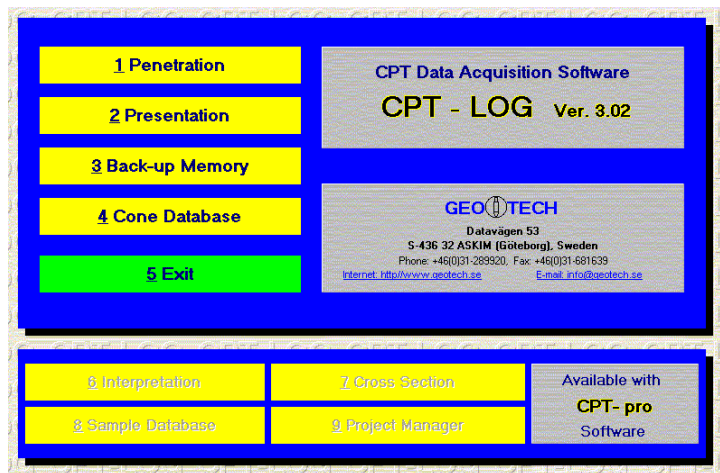 1 Penetration
2 Presentation
3 Back-up Memory
4 Cone Database
5 Exit
CPT Data Acquisition Software
CPT - LOG Ver. 3.02
GEOTECH
Datavägen 53
S-436 32 ASKIM (Göteborg), Sweden
Phone: +46(0)31-289920, Fax: +46(0)31-681639
Internet: http//www.geotech.se E-mail: info@geotech.se
6 Interpretation
7 Cross Section
8 Sample Database
9 Project Manager
Available with
CPT- pro
Software